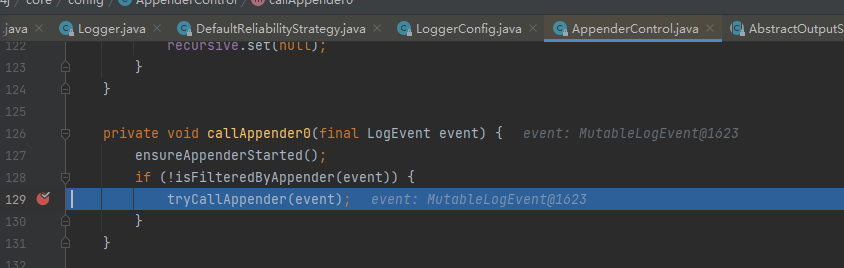 4j / core / config / AppenderControl / callAppender0
.java Logger.java DefaultReliabilityStrategy.java LoggerConfig.java AppenderControl.java AbstractOutputS
122 recursive.set(null);
123 }
124 }
125
126 private void callAppender0(final LogEvent event) { event: MutableLogEvent@1623
127 ensureAppenderStarted();
128 if (!isFilteredByAppender(event)) {
129 tryCallAppender(event); event: MutableLogEvent@1623
130 }
131 }
132